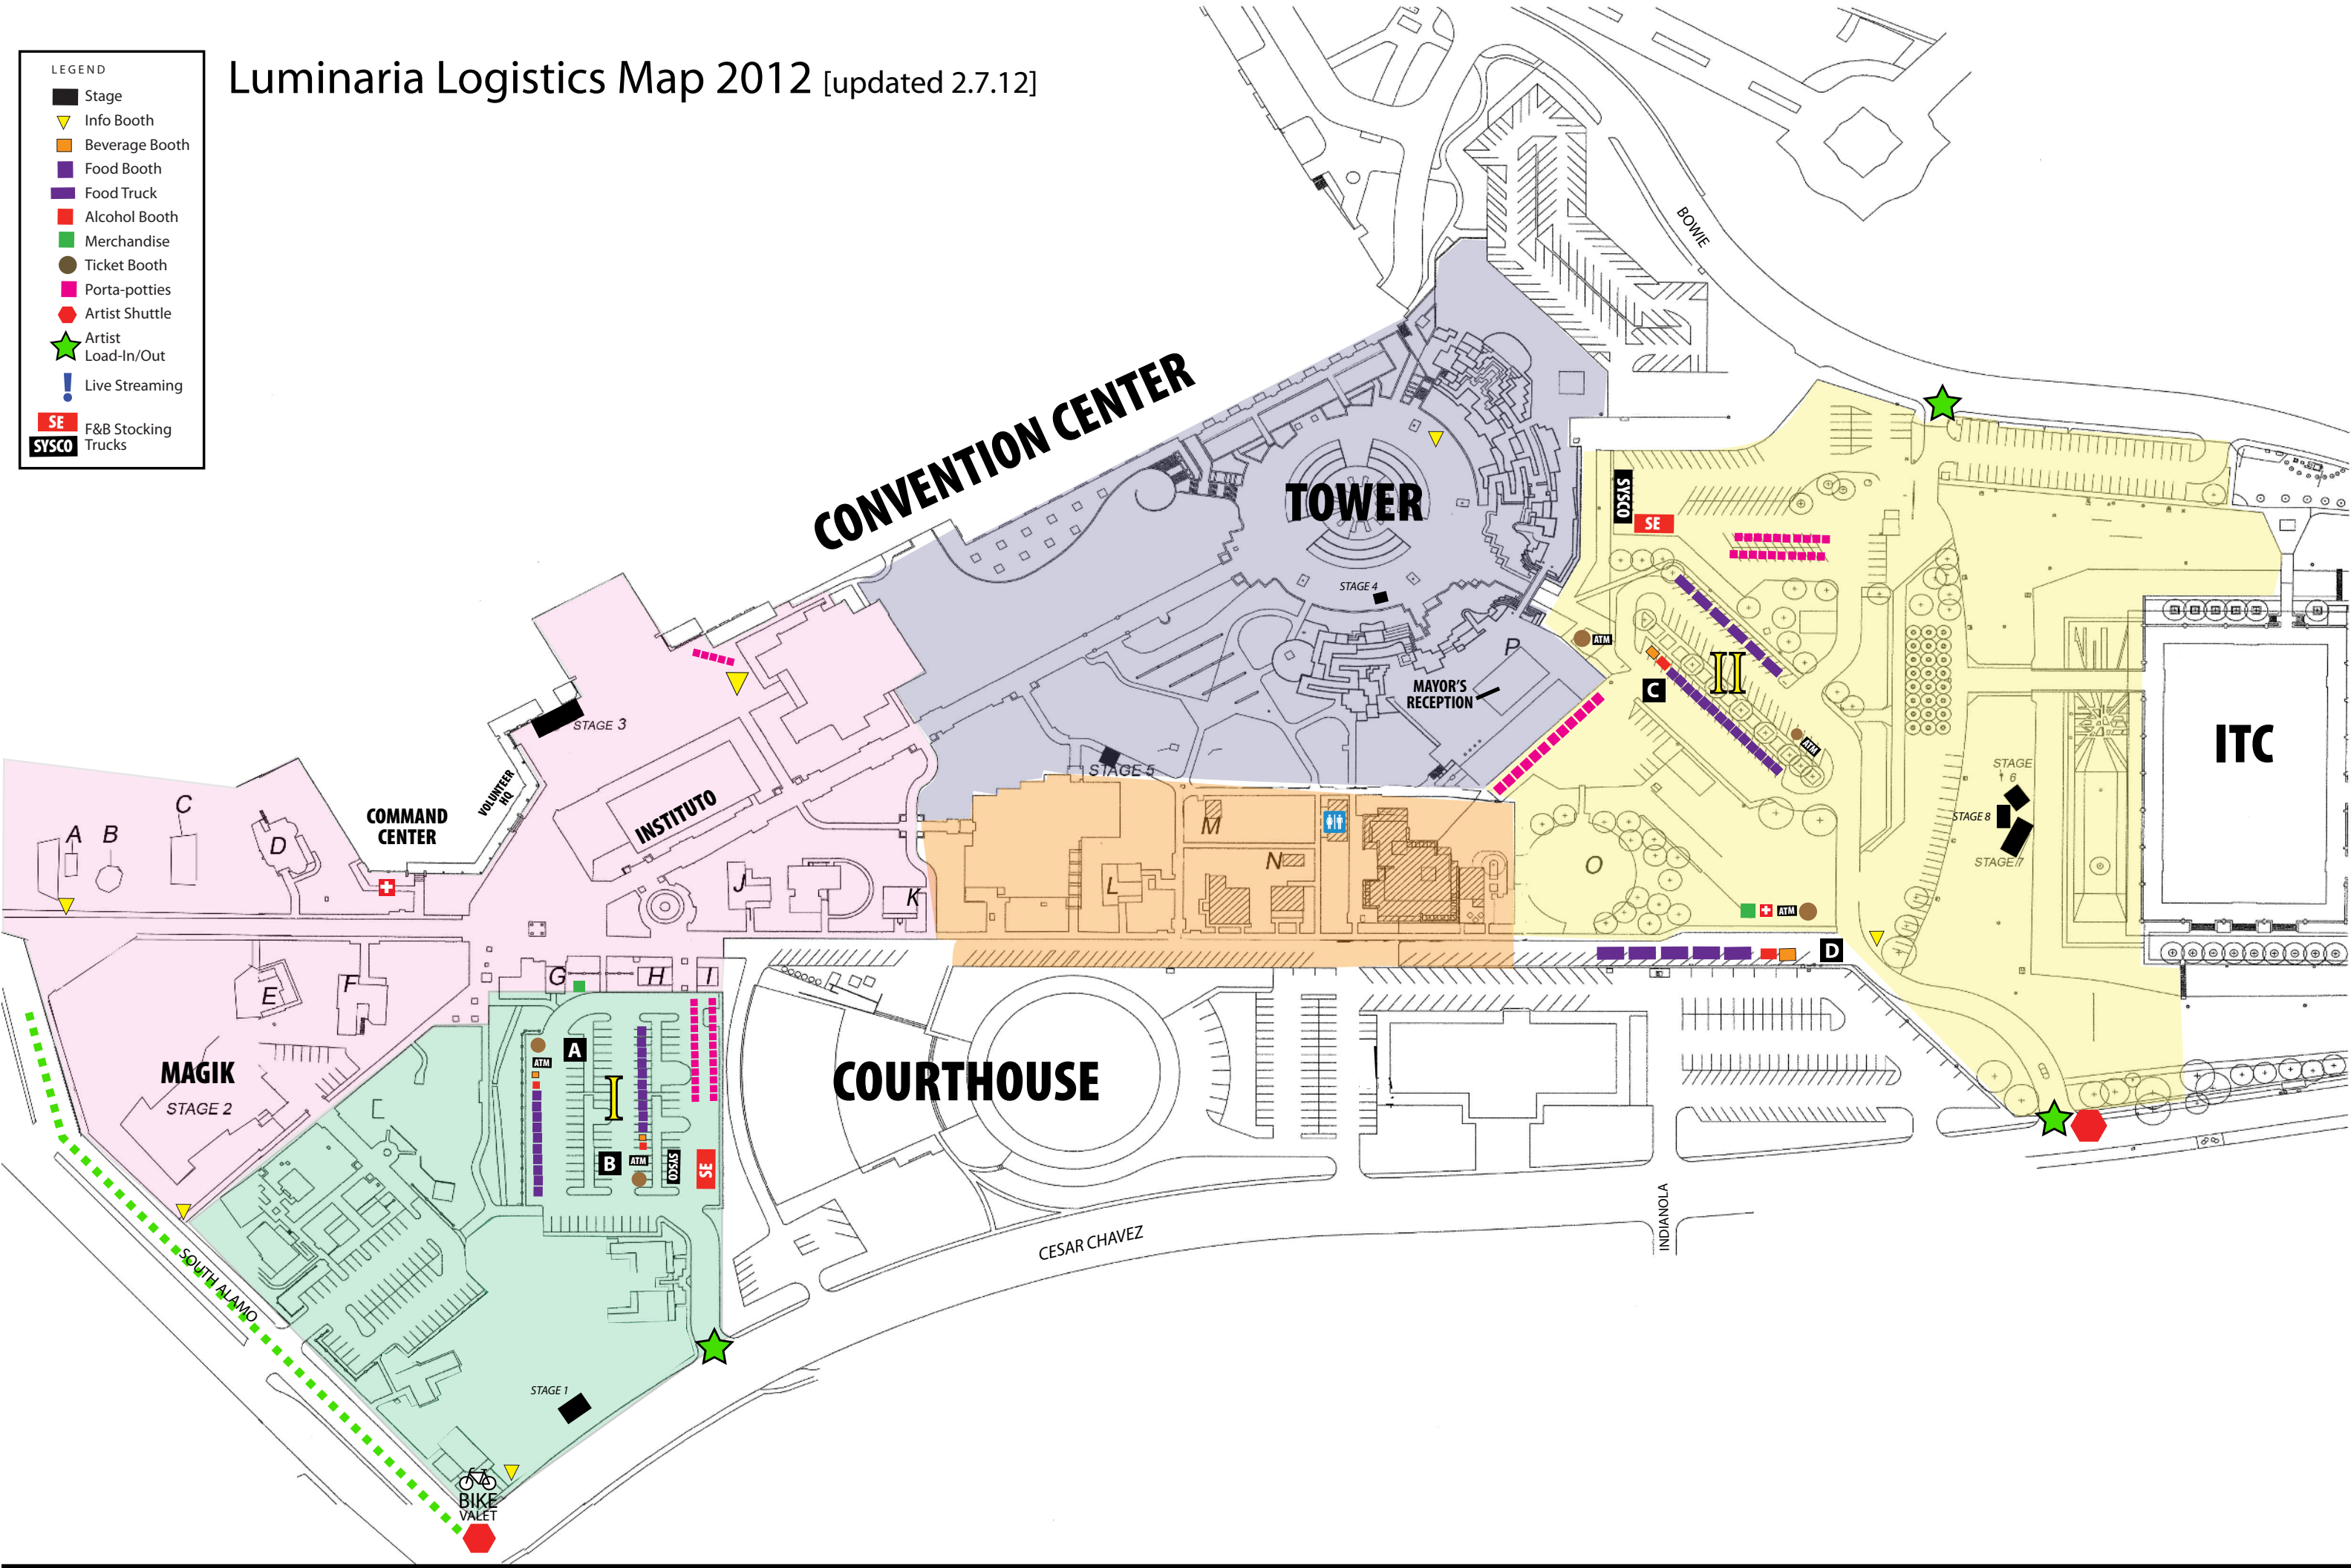 LEGEND
Stage
Info Booth
Beverage Booth
Food Booth
Food Truck
Alcohol Booth
Merchandise
Ticket Booth
Porta-potties
Artist Shuttle
Artist
Load-In/Out
Live Streaming
SE
SYSCO
F&B Stocking
Trucks
Luminaria Logistics Map 2012 [updated 2.7.12]
BOWIE
CONVENTION CENTER
TOWER
STAGE 4
P
MAYOR'S
RECEPTION
SYSCO
SE
ATM
C
II
ATM
ITC
STAGE
6
STAGE 8
STAGE 7
STAGE 3
STAGE 5
VOLUNTEER
HQ
COMMAND
CENTER
INSTITUTO
A
B
C
D
J
K
L
M
N
O
ATM
D
E
F
G
H
I
MAGIK
STAGE 2
A
ATM
I
B
ATM
SYSCO
SE
COURTHOUSE
SOUTH ALAMO
CESAR CHAVEZ
INDIANOLA
STAGE 1
BIKE
VALET